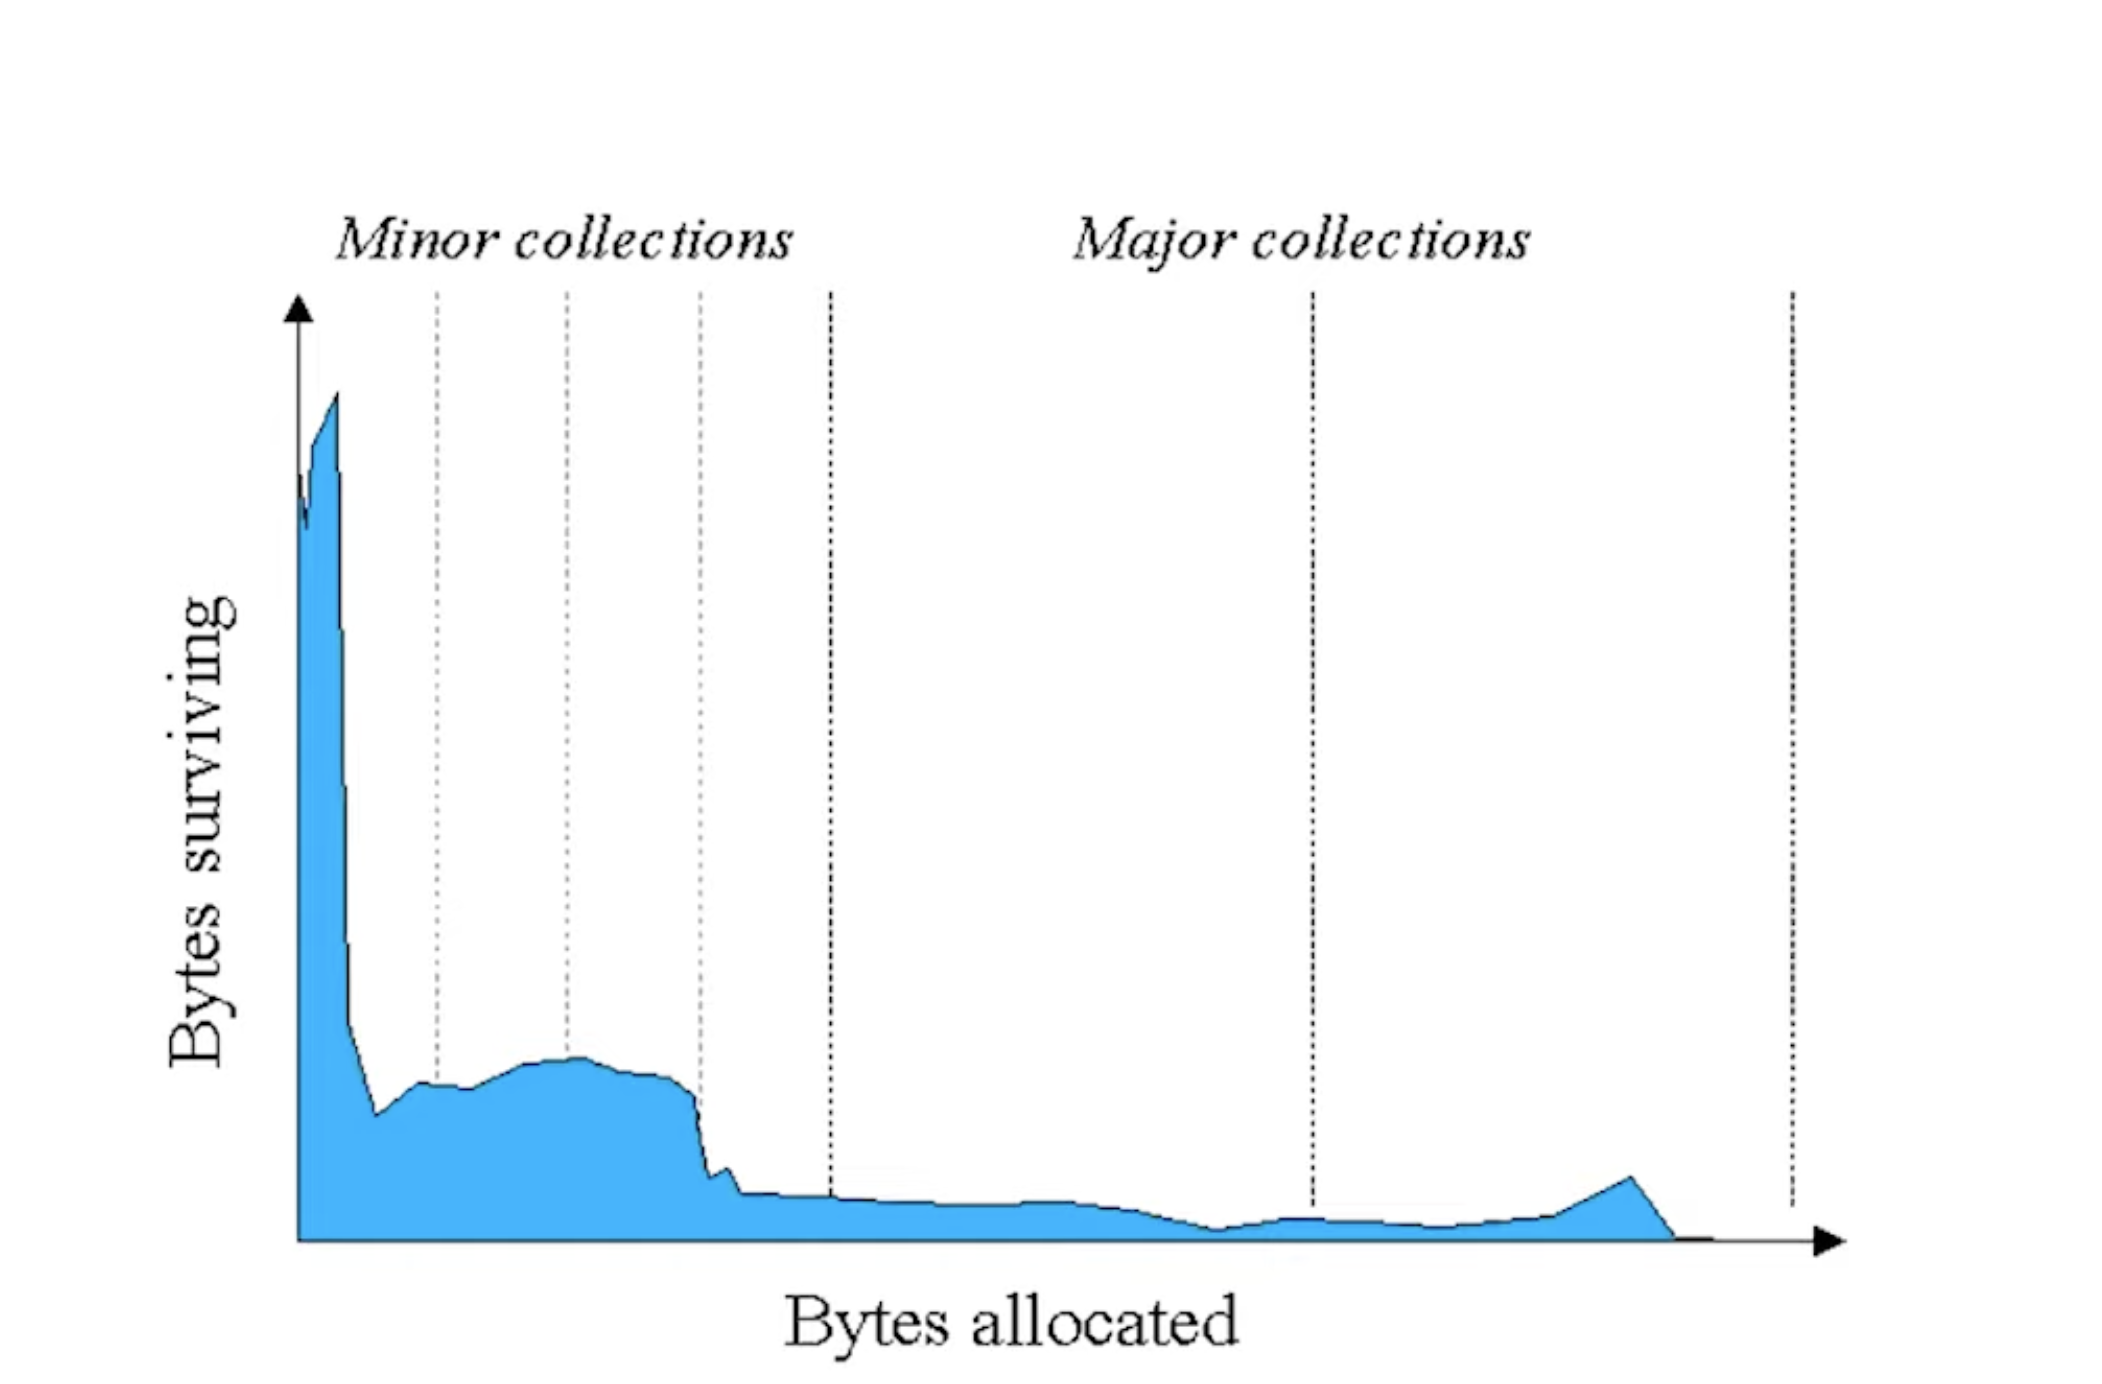 Minor collections
Major collections
Bytes surviving
Bytes allocated